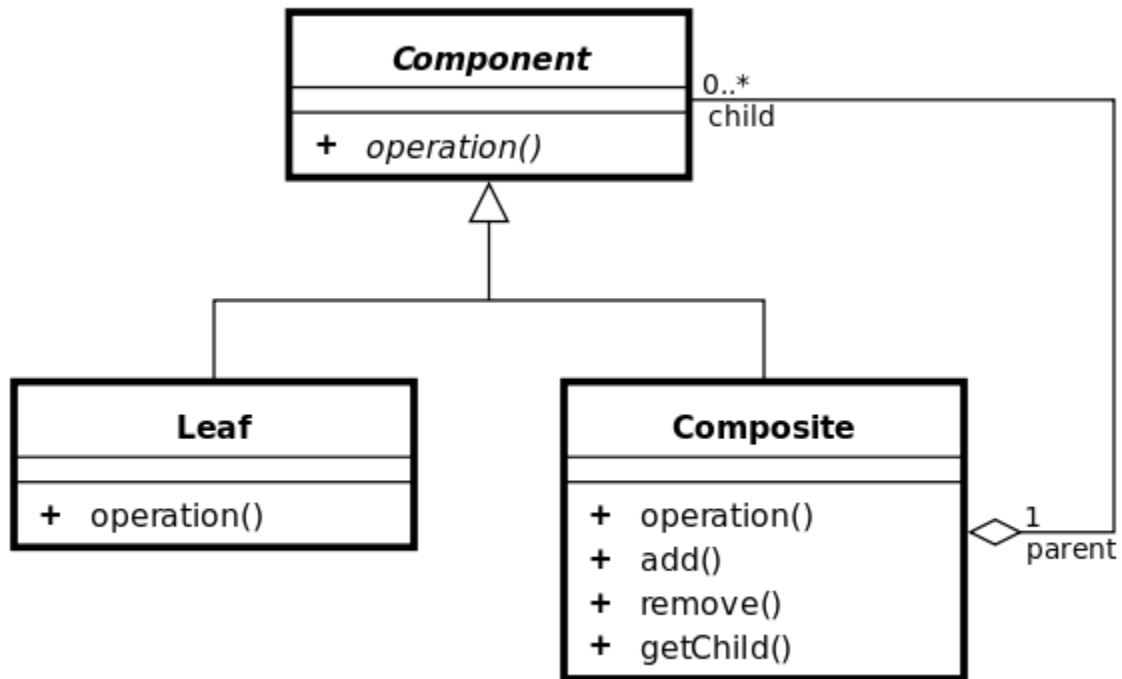 Component
0..*
child
+ operation()
Leaf
Composite
+ operation()
+ operation()
1
+ add()
parent
+ remove()
+ getChild()